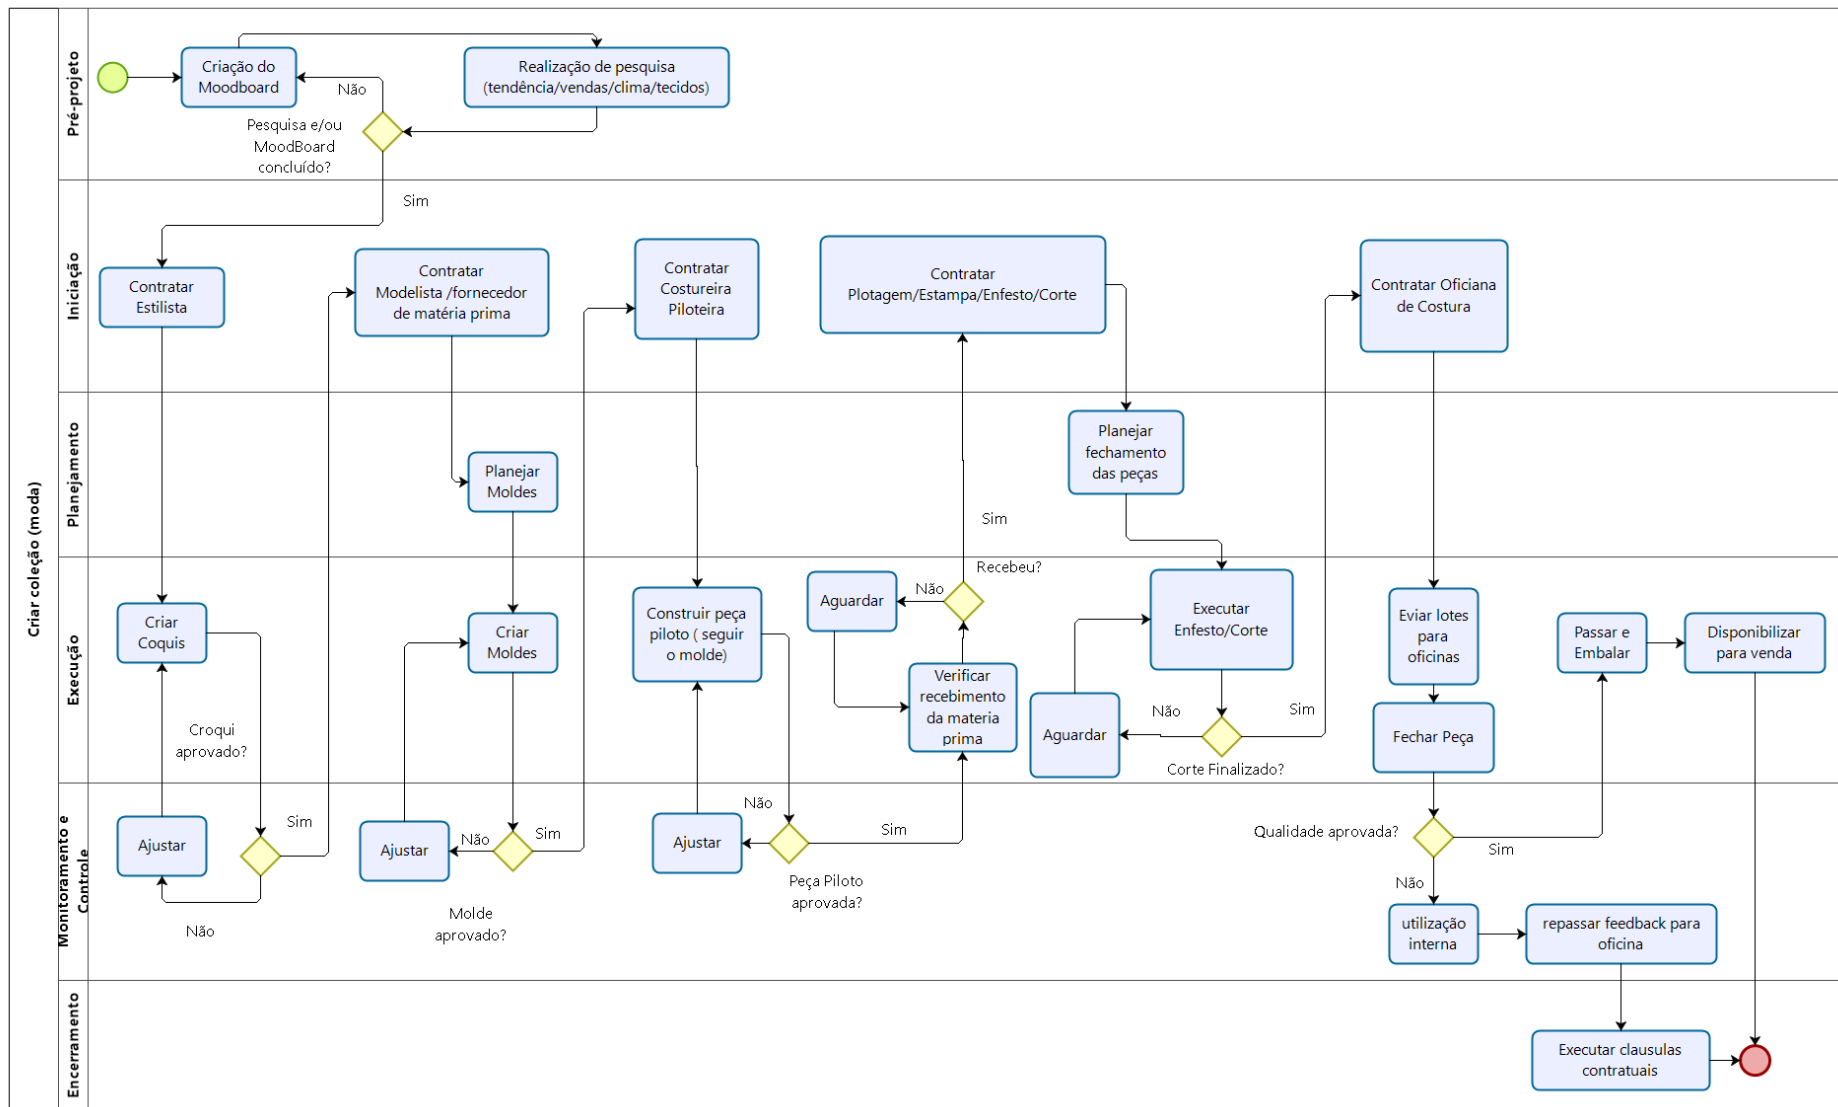 Criar coleção (moda)
Pré-projeto
Criação do
Moodboard
Realização de pesquisa
(tendência/vendas/clima/tecidos)
Não
Pesquisa e/ou
MoodBoard
concluído?
Sim
Iniciação
Contratar
Estilista
Contratar
Modelista /fornecedor
de matéria prima
Contratar
Costureira
Piloteira
Contratar
Plotagem/Estampa/Enfesto/Corte
Contratar Oficiana
de Costura
Planejamento
Planejar
Moldes
Planejar
fechamento
das peças
Sim
Execução
Criar
Coquis
Croqui
aprovado?
Criar
Moldes
Construir peça
piloto ( seguir
o molde)
Aguardar
Não
Recebeu?
Verificar
recebimento
da materia
prima
Executar
Enfesto/Corte
Aguardar
Não
Sim
Corte Finalizado?
Eviar lotes
para
oficinas
Fechar Peça
Passar e
Embalar
Disponibilizar
para venda
Monitoramento e
Controle
Ajustar
Não
Sim
Ajustar
Não
Sim
Molde
aprovado?
Ajustar
Não
Sim
Peça Piloto
aprovada?
Qualidade aprovada?
Sim
Não
utilização
interna
repassar feedback para
oficina
Encerramento
Executar clausulas
contratuais